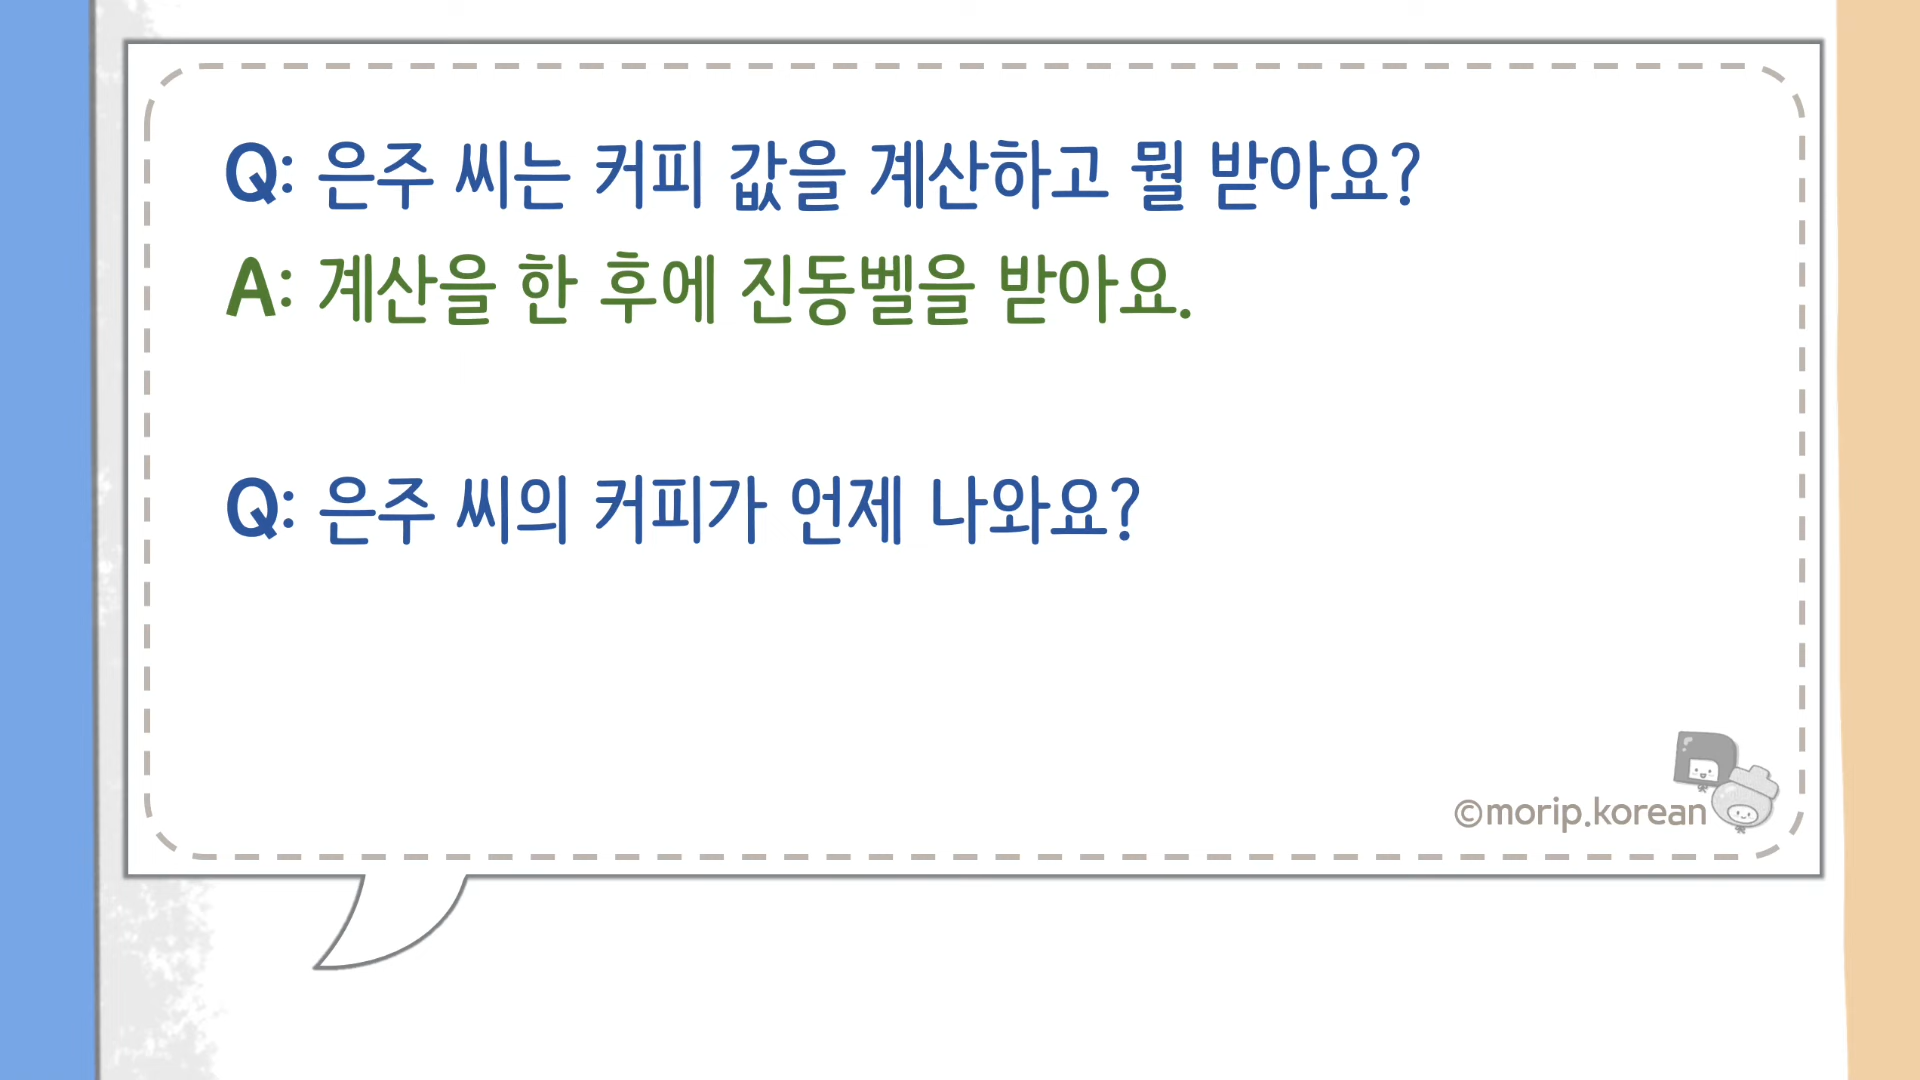 Q: 은주 씨는 커피 값을 계산하고 뭘 받아요?
A: 계산을 한 후에 진동벨을 받아요.
Q: 은주 씨의 커피가 언제 나와요?
©morip.korean